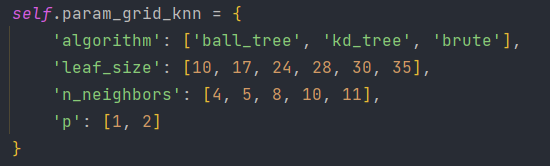 self.param_grid_knn = {
    'algorithm': ['ball_tree', 'kd_tree', 'brute'],
    'leaf_size': [10, 17, 24, 28, 30, 35],
    'n_neighbors': [4, 5, 8, 10, 11],
    'p': [1, 2]
}